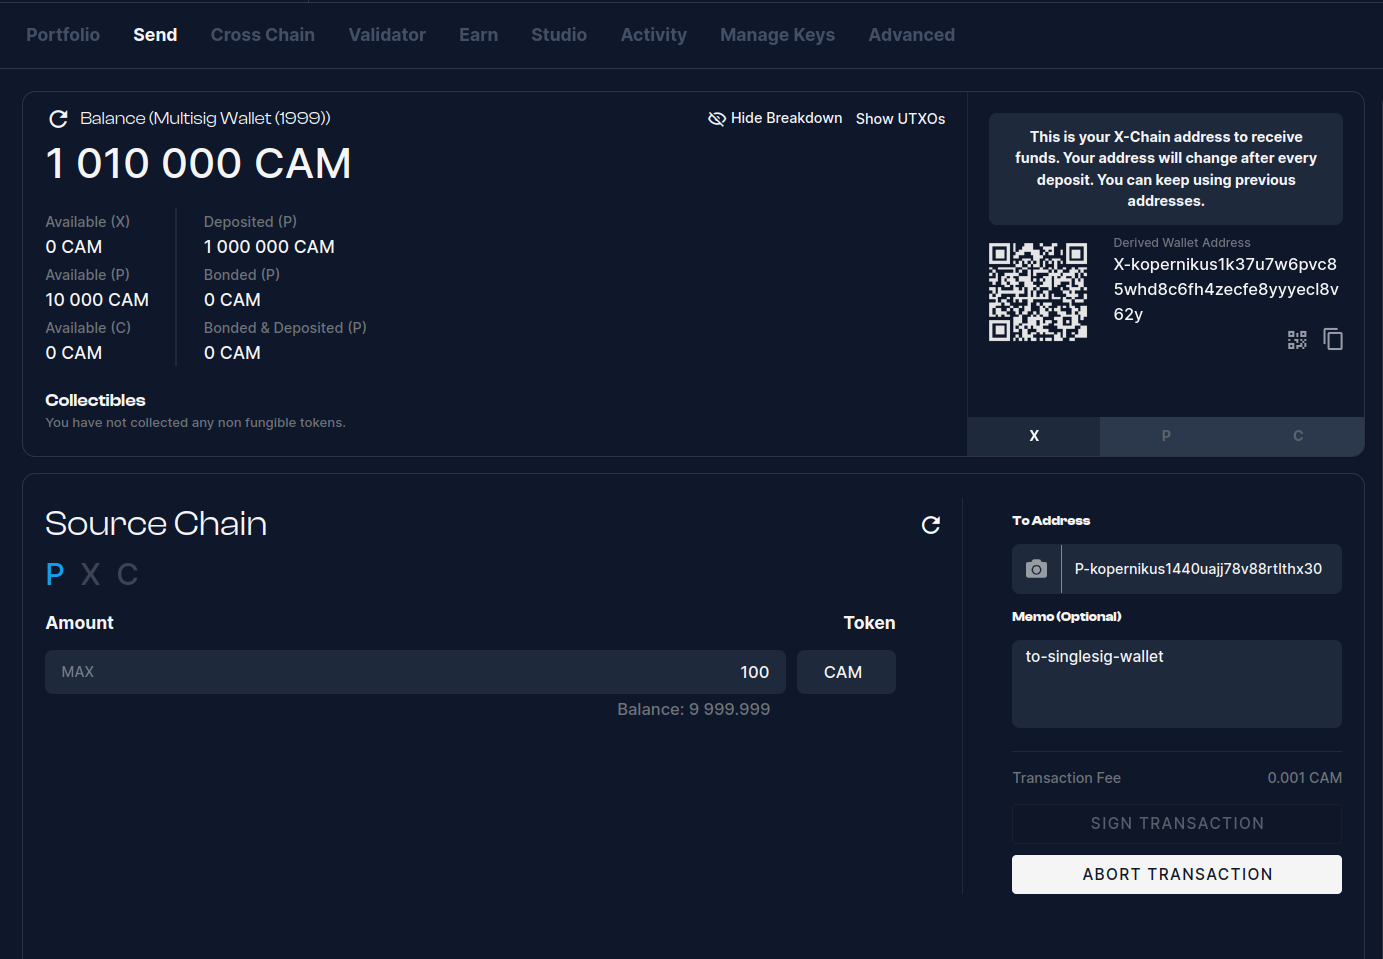 Portfolio Send Cross Chain Validator Earn Studio Activity Manage Keys Advanced
Balance (Multisig Wallet (1999))
Hide Breakdown Show UTXOs
1 010 000 CAM
Available (X)
0 CAM
Available (P)
10 000 CAM
Available (C)
0 CAM
Deposited (P)
1 000 000 CAM
Bonded (P)
0 CAM
Bonded & Deposited (P)
0 CAM
Collectibles
You have not collected any non fungible tokens.
This is your X-Chain address to receive
funds. Your address will change after every
deposit. You can keep using previous
addresses.
Derived Wallet Address
X-kopernikus1k37u7w6pvc8
5whd8c6fh4zecfe8yyyecl8v
62y
X P C
Source Chain
P X C
Amount Token
MAX 100 CAM
Balance: 9 999.999
To Address
P-kopernikus1440uajj78v88rtlthx30
Memo (Optional)
to-singlesig-wallet
Transaction Fee 0.001 CAM
SIGN TRANSACTION
ABORT TRANSACTION